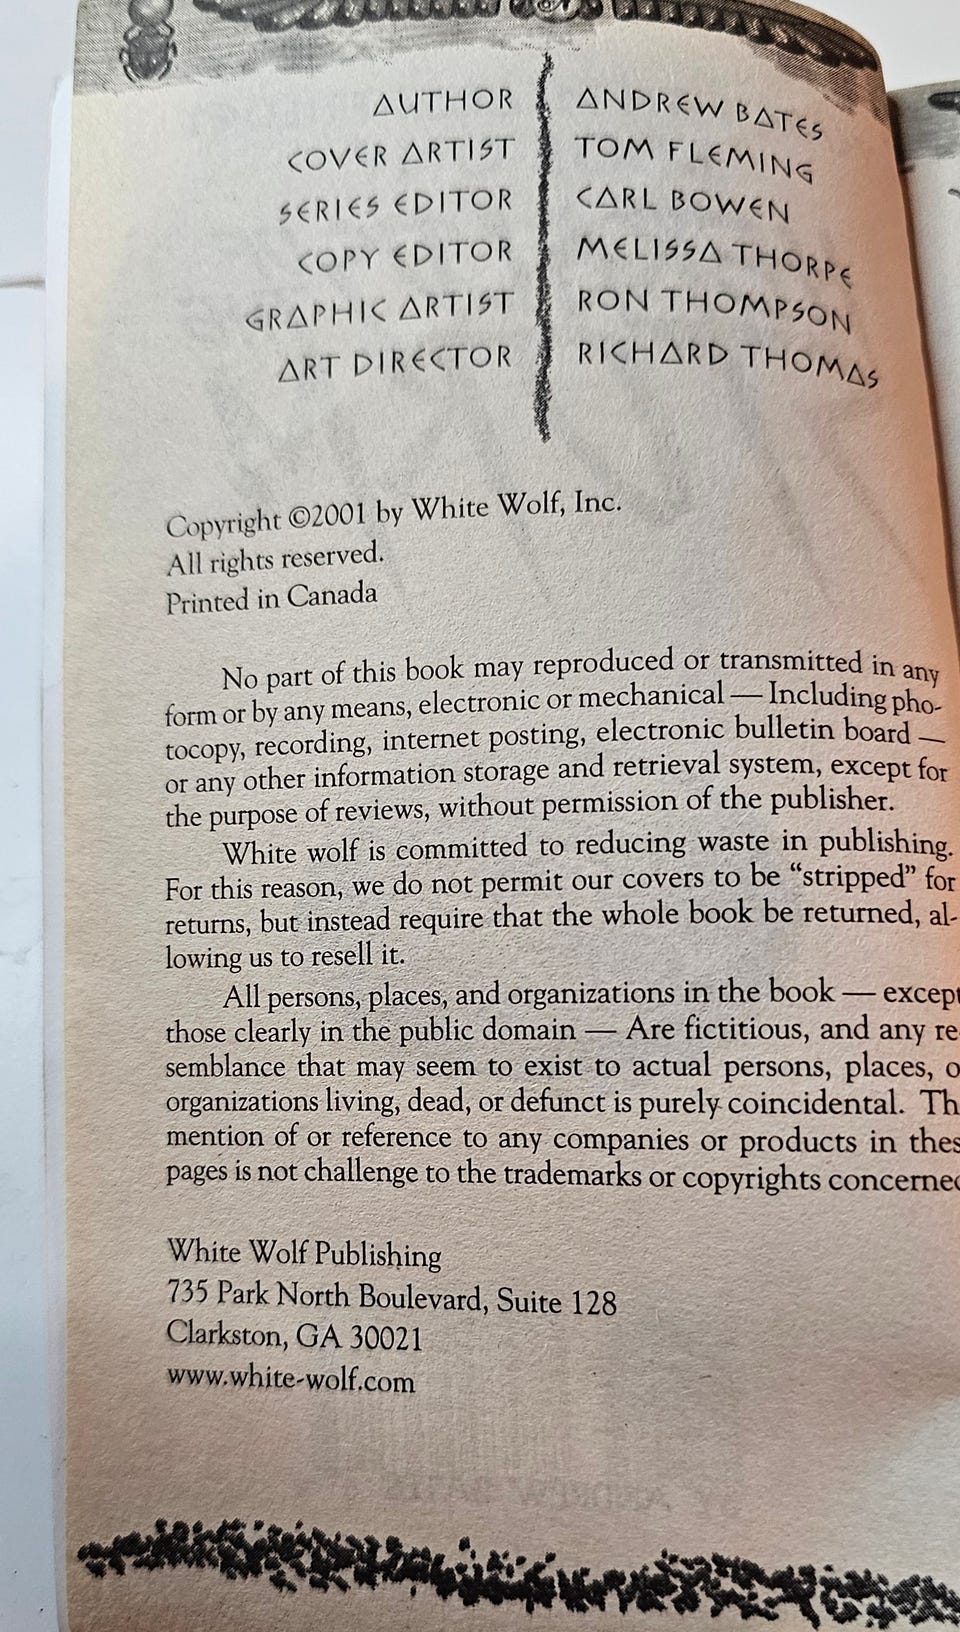 AUTHOR ANDREW BATES
COVER ARTIST TOM FLEMING
SERIES EDITOR CARL BOWEN
COPY EDITOR MELISSA THORPE
GRAPHIC ARTIST RON THOMPSON
ART DIRECTOR RICHARD THOMAS
Copyright ©2001 by White Wolf, Inc.
All rights reserved.
Printed in Canada
No part of this book may reproduced or transmitted in any
form or by any means, electronic or mechanical — Including pho-
tocopy, recording, internet posting, electronic bulletin board —
or any other information storage and retrieval system, except for
the purpose of reviews, without permission of the publisher.
White wolf is committed to reducing waste in publishing.
For this reason, we do not permit our covers to be “stripped” for
returns, but instead require that the whole book be returned, al-
lowing us to resell it.
All persons, places, and organizations in the book — except
those clearly in the public domain — Are fictitious, and any re-
semblance that may seem to exist to actual persons, places, o
organizations living, dead, or defunct is purely coincidental. Th
mention of or reference to any companies or products in thes
pages is not challenge to the trademarks or copyrights concerne
White Wolf Publishing
735 Park North Boulevard, Suite 128
Clarkston, GA 30021
www.white-wolf.com